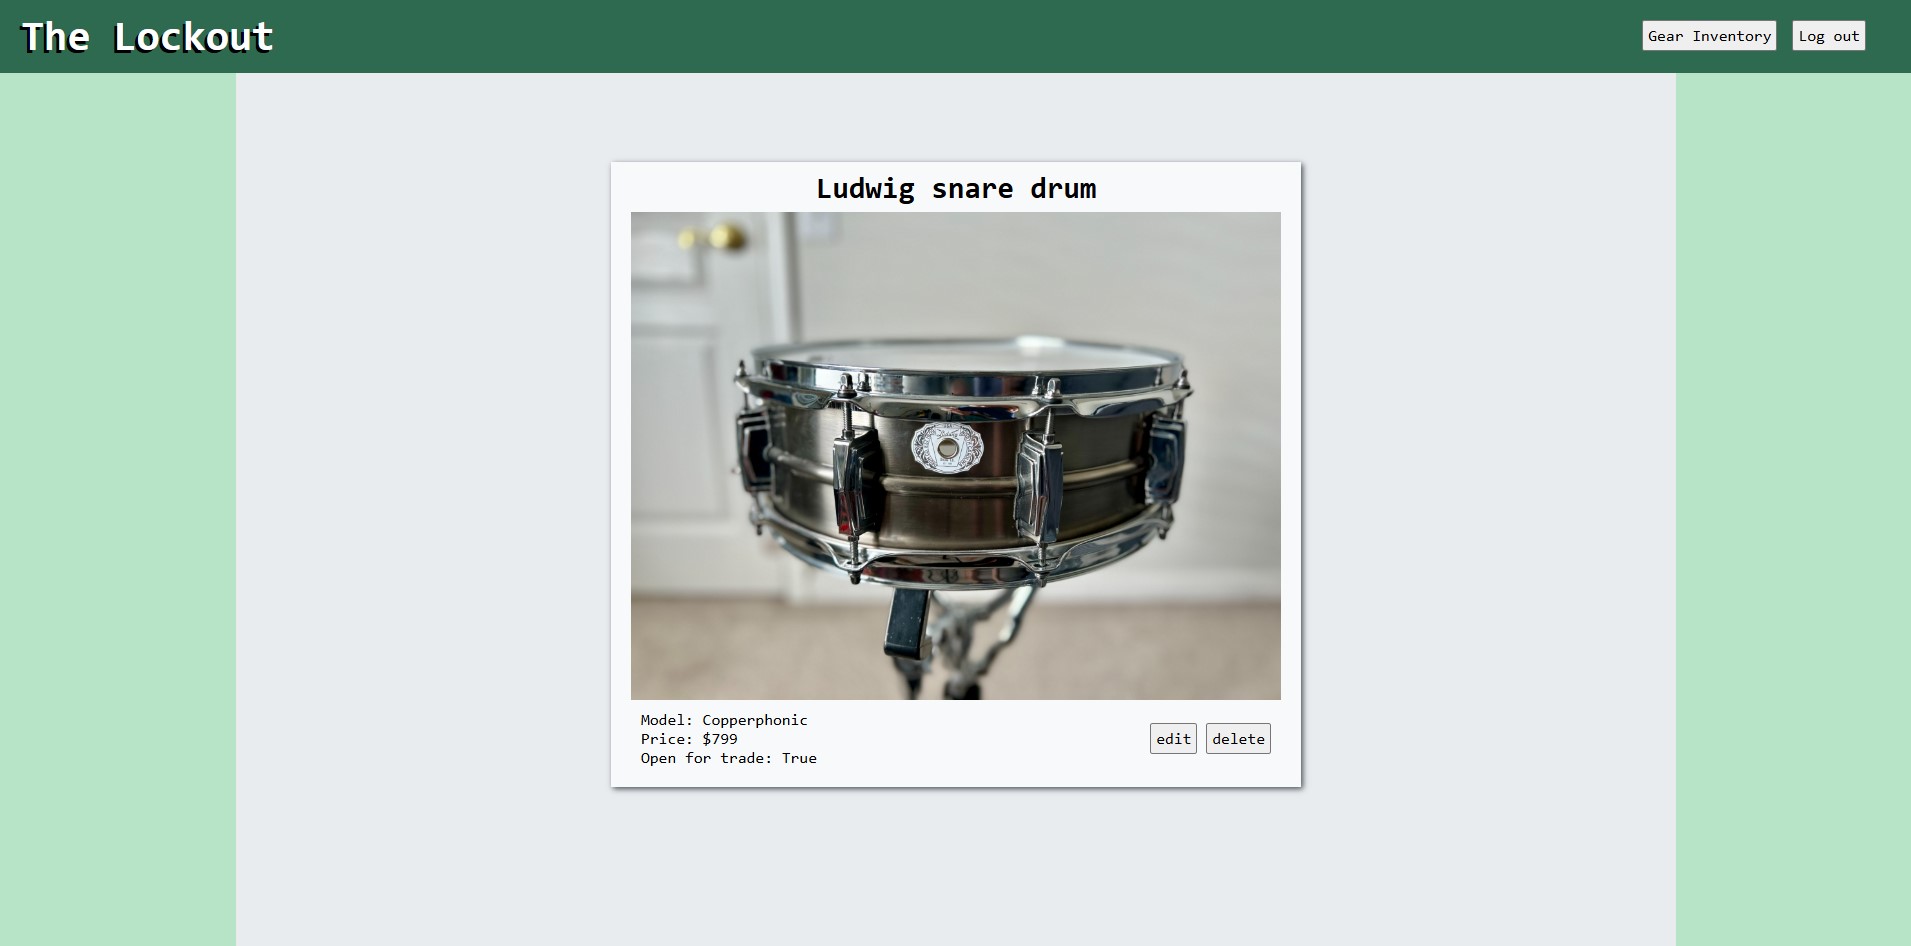 The Lockout
Gear Inventory
Log out
Ludwig snare drum
Model: Copperphonic
Price: $799
Open for trade: True
edit
delete